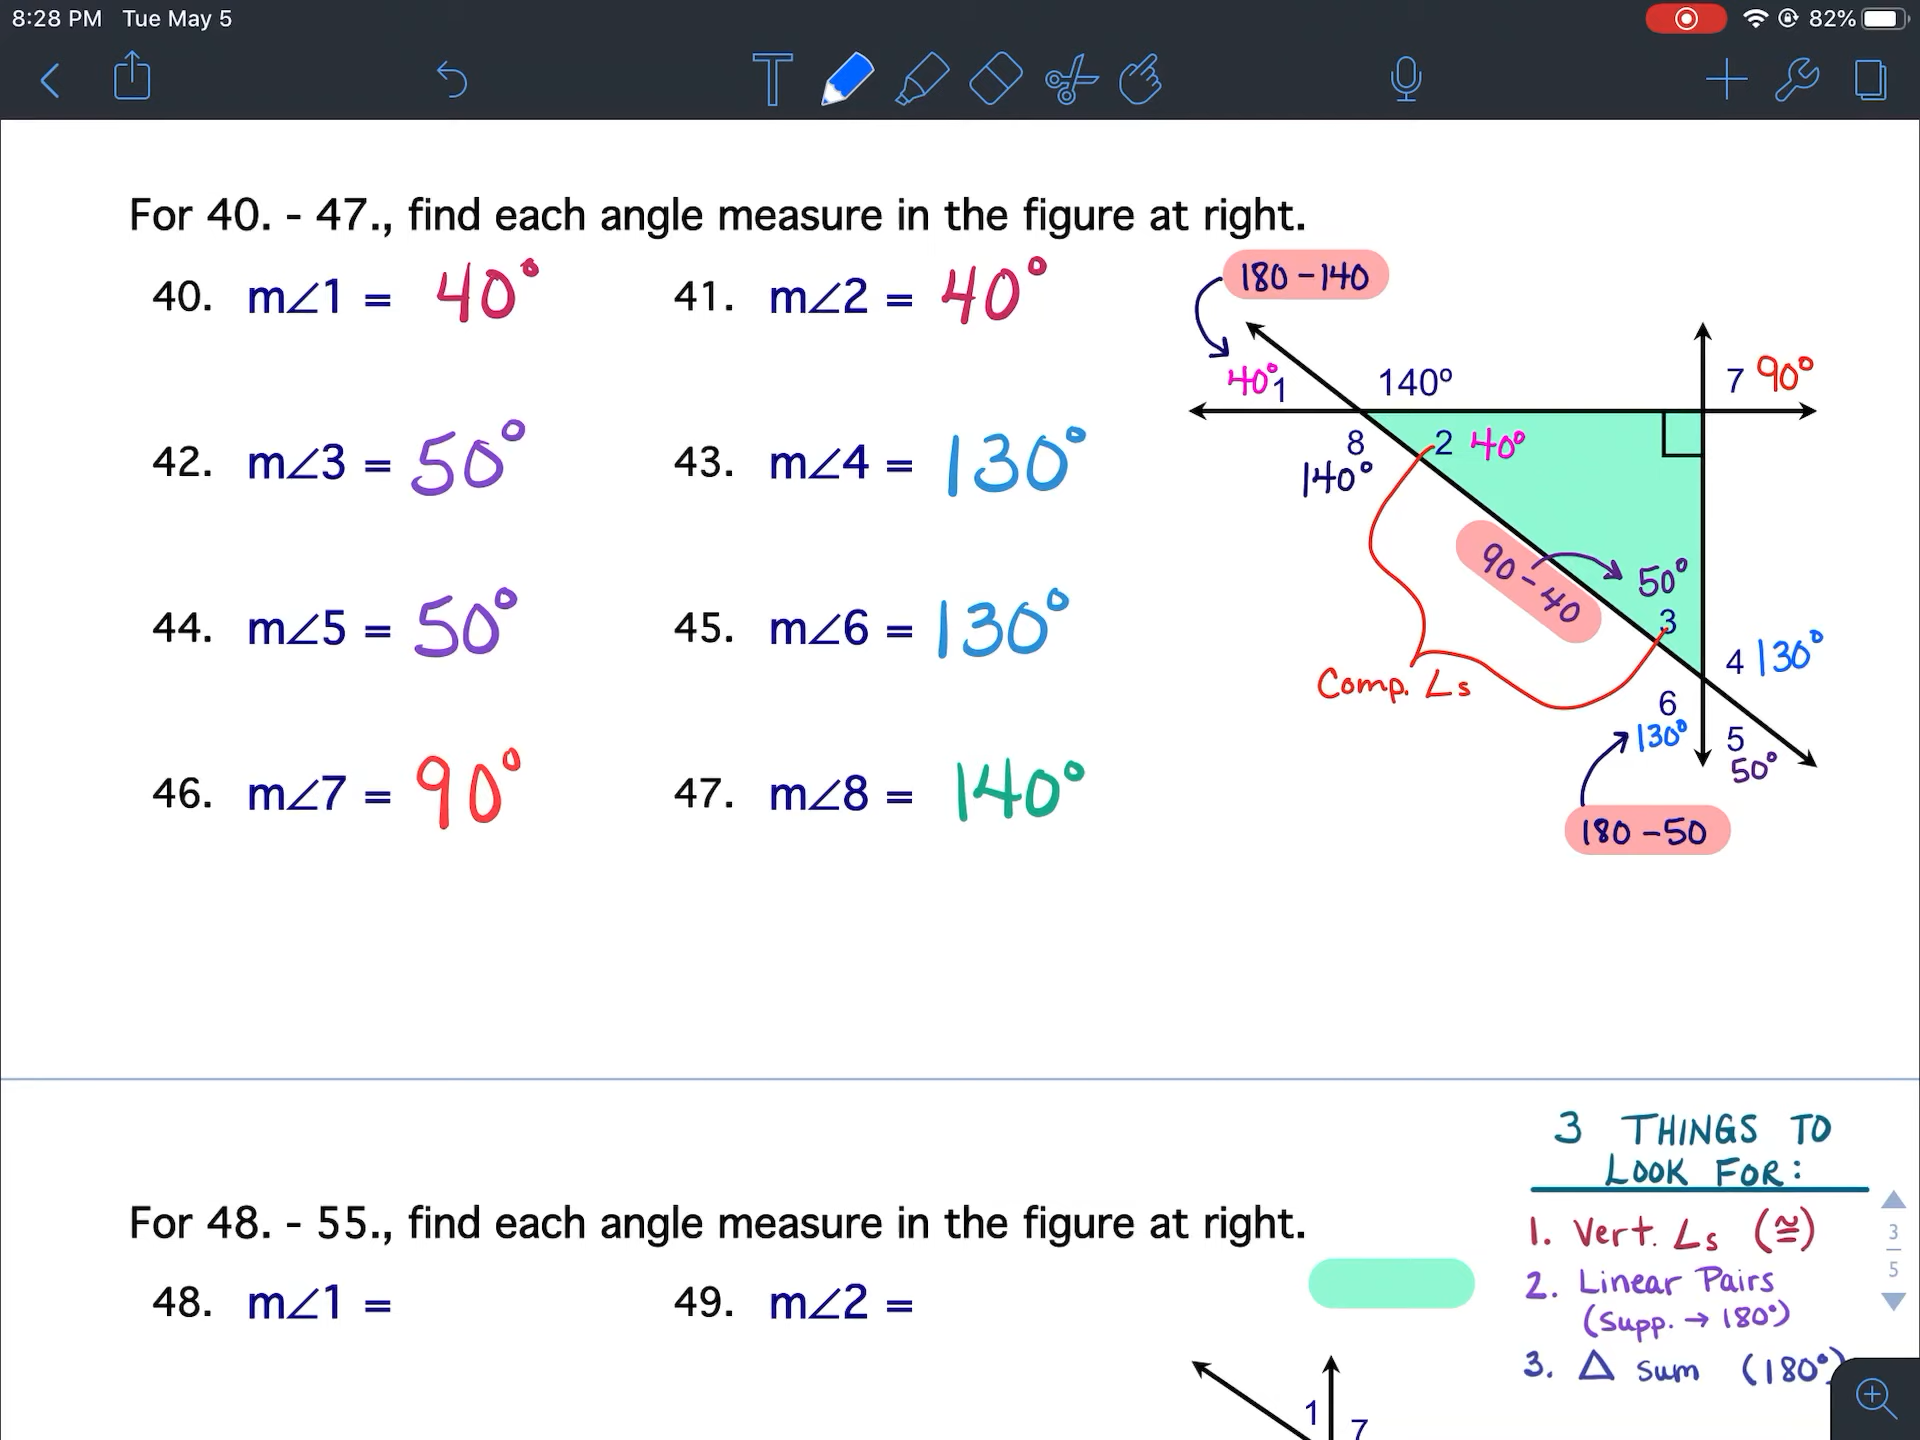 8:28 PM Tue May 5
82%
For 40. - 47., find each angle measure in the figure at right.
40. m∠1 = 40°
41. m∠2 = 40°
42. m∠3 = 50°
43. m∠4 = 130°
44. m∠5 = 50°
45. m∠6 = 130°
46. m∠7 = 90°
47. m∠8 = 140°
180 - 140
40° 1
140º
7 90°
8
140°
2 40°
90 - 40
50°
3
Comp. ∠s
4 130°
6
130°
5
50°
180 - 50
3 THINGS TO
LOOK FOR:
1. Vert. ∠s (≅)
2. Linear Pairs
(Supp. → 180°)
3. △ sum (180°)
3
5
For 48. - 55., find each angle measure in the figure at right.
48. m∠1 =
49. m∠2 =
1
7